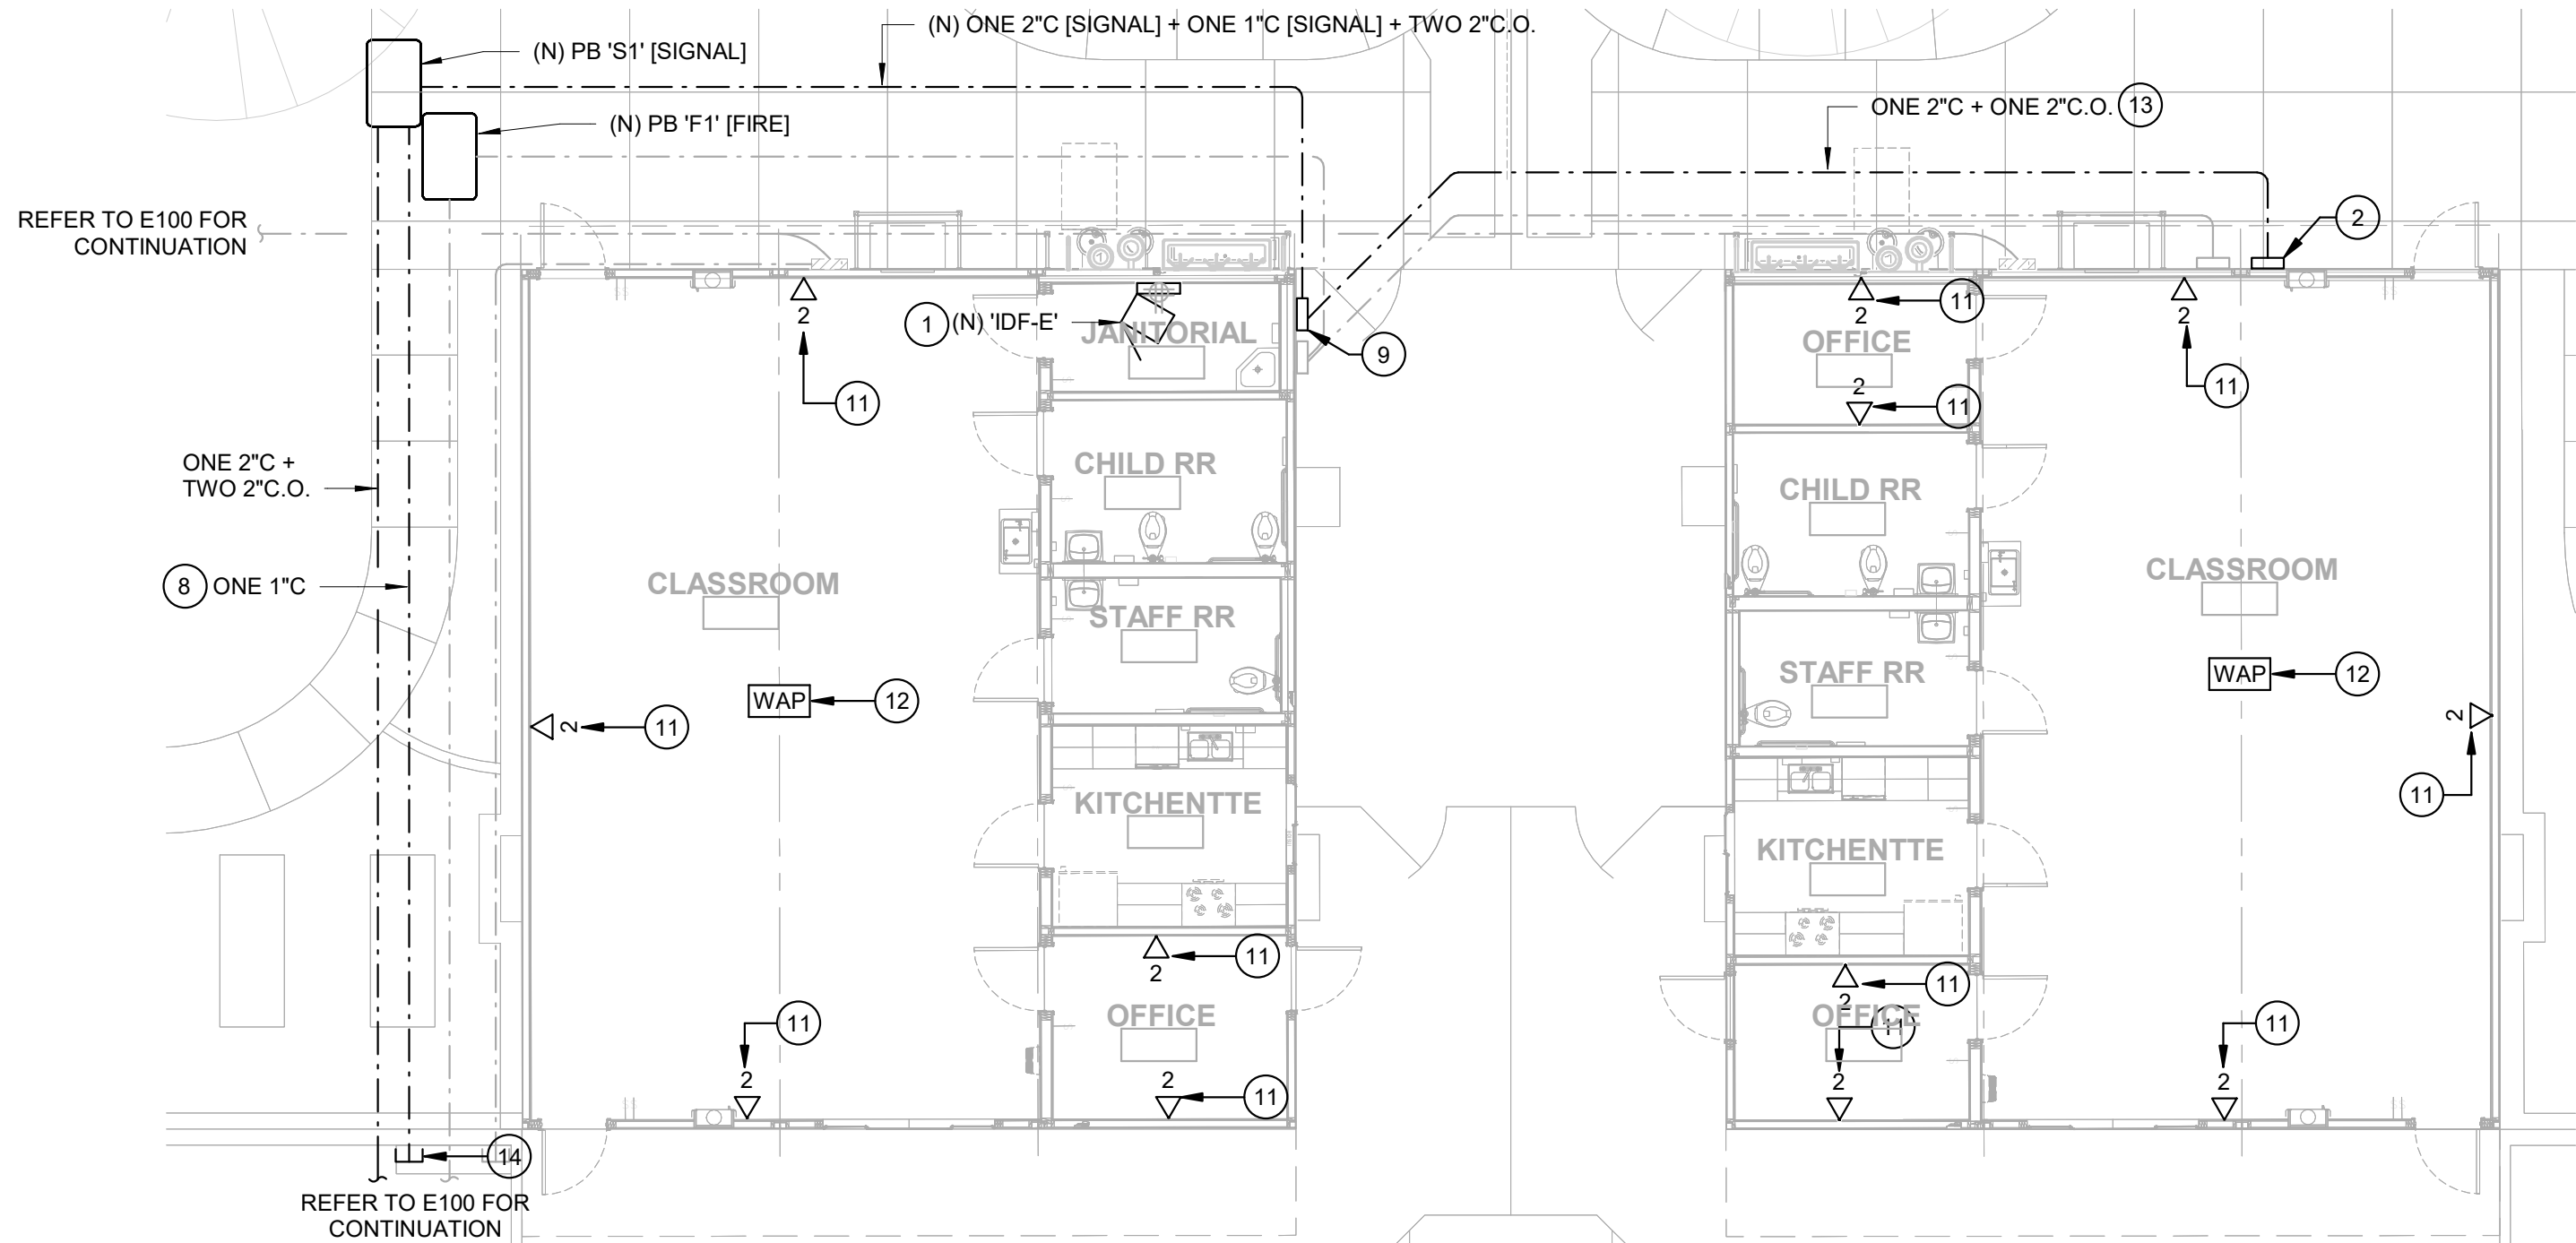 (N) ONE 2"C [SIGNAL] + ONE 1"C [SIGNAL] + TWO 2"C.O.
(N) PB 'S1' [SIGNAL]
(N) PB 'F1' [FIRE]
ONE 2"C + ONE 2"C.O. 13
REFER TO E100 FOR
CONTINUATION
2
1 (N) 'IDF-E'
JANITORIAL
9
2
11
OFFICE
2
11
2
11
2
11
ONE 2"C +
TWO 2"C.O.
8 ONE 1"C
CLASSROOM
CHILD RR
STAFF RR
WAP
12
2
11
KITCHENTTE
2
11
OFFICE
2
11
2
11
CHILD RR
STAFF RR
KITCHENTTE
CLASSROOM
WAP
12
2
11
2
11
OFFICE
11
2
11
2
14
REFER TO E100 FOR
CONTINUATION